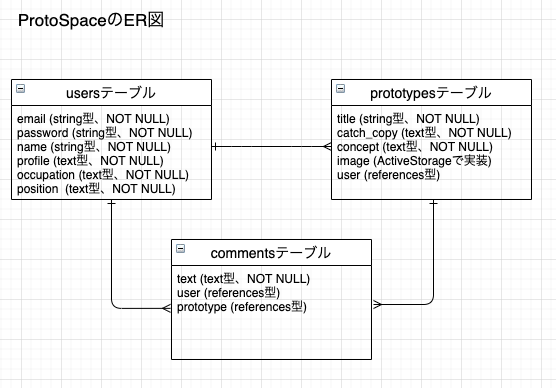 ProtoSpaceのER図
usersテーブル
email (string型、NOT NULL)
password (string型、NOT NULL)
name (string型、NOT NULL)
profile (text型、NOT NULL)
occupation (text型、NOT NULL)
position (text型、NOT NULL)
prototypesテーブル
title (string型、NOT NULL)
catch_copy (text型、NOT NULL)
concept (text型、NOT NULL)
image (ActiveStorageで実装)
user (references型)
commentsテーブル
text (text型、NOT NULL)
user (references型)
prototype (references型)